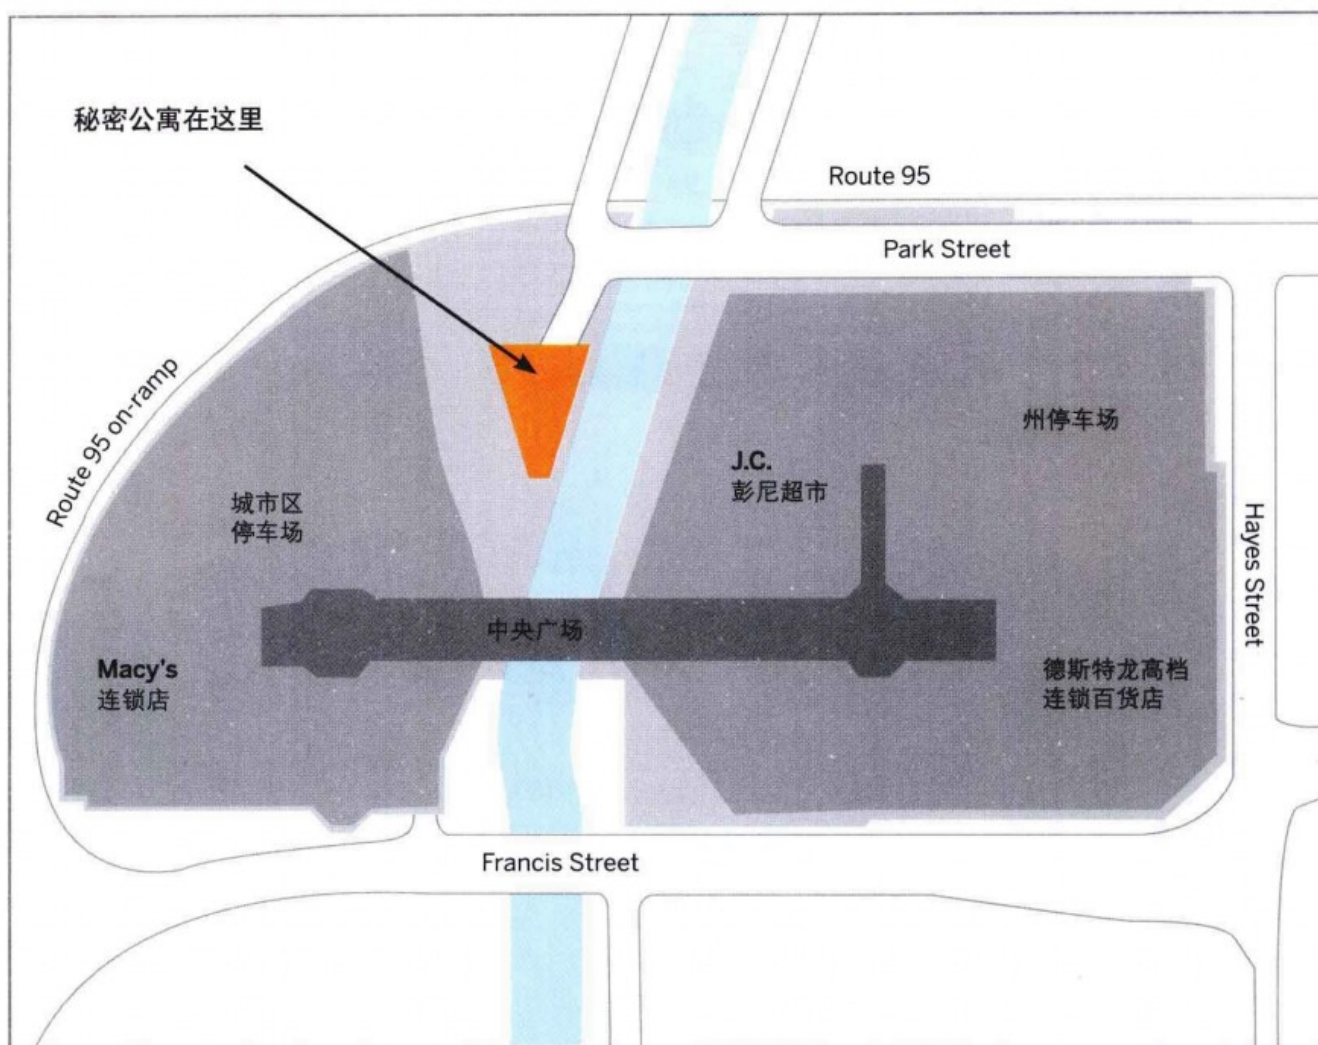 秘密公寓在这里
Route 95
Park Street
Route 95 on-ramp
州停车场
J.C.
彭尼超市
城市区
停车场
Hayes Street
中央广场
Macy's
连锁店
德斯特龙高档
连锁百货店
Francis Street